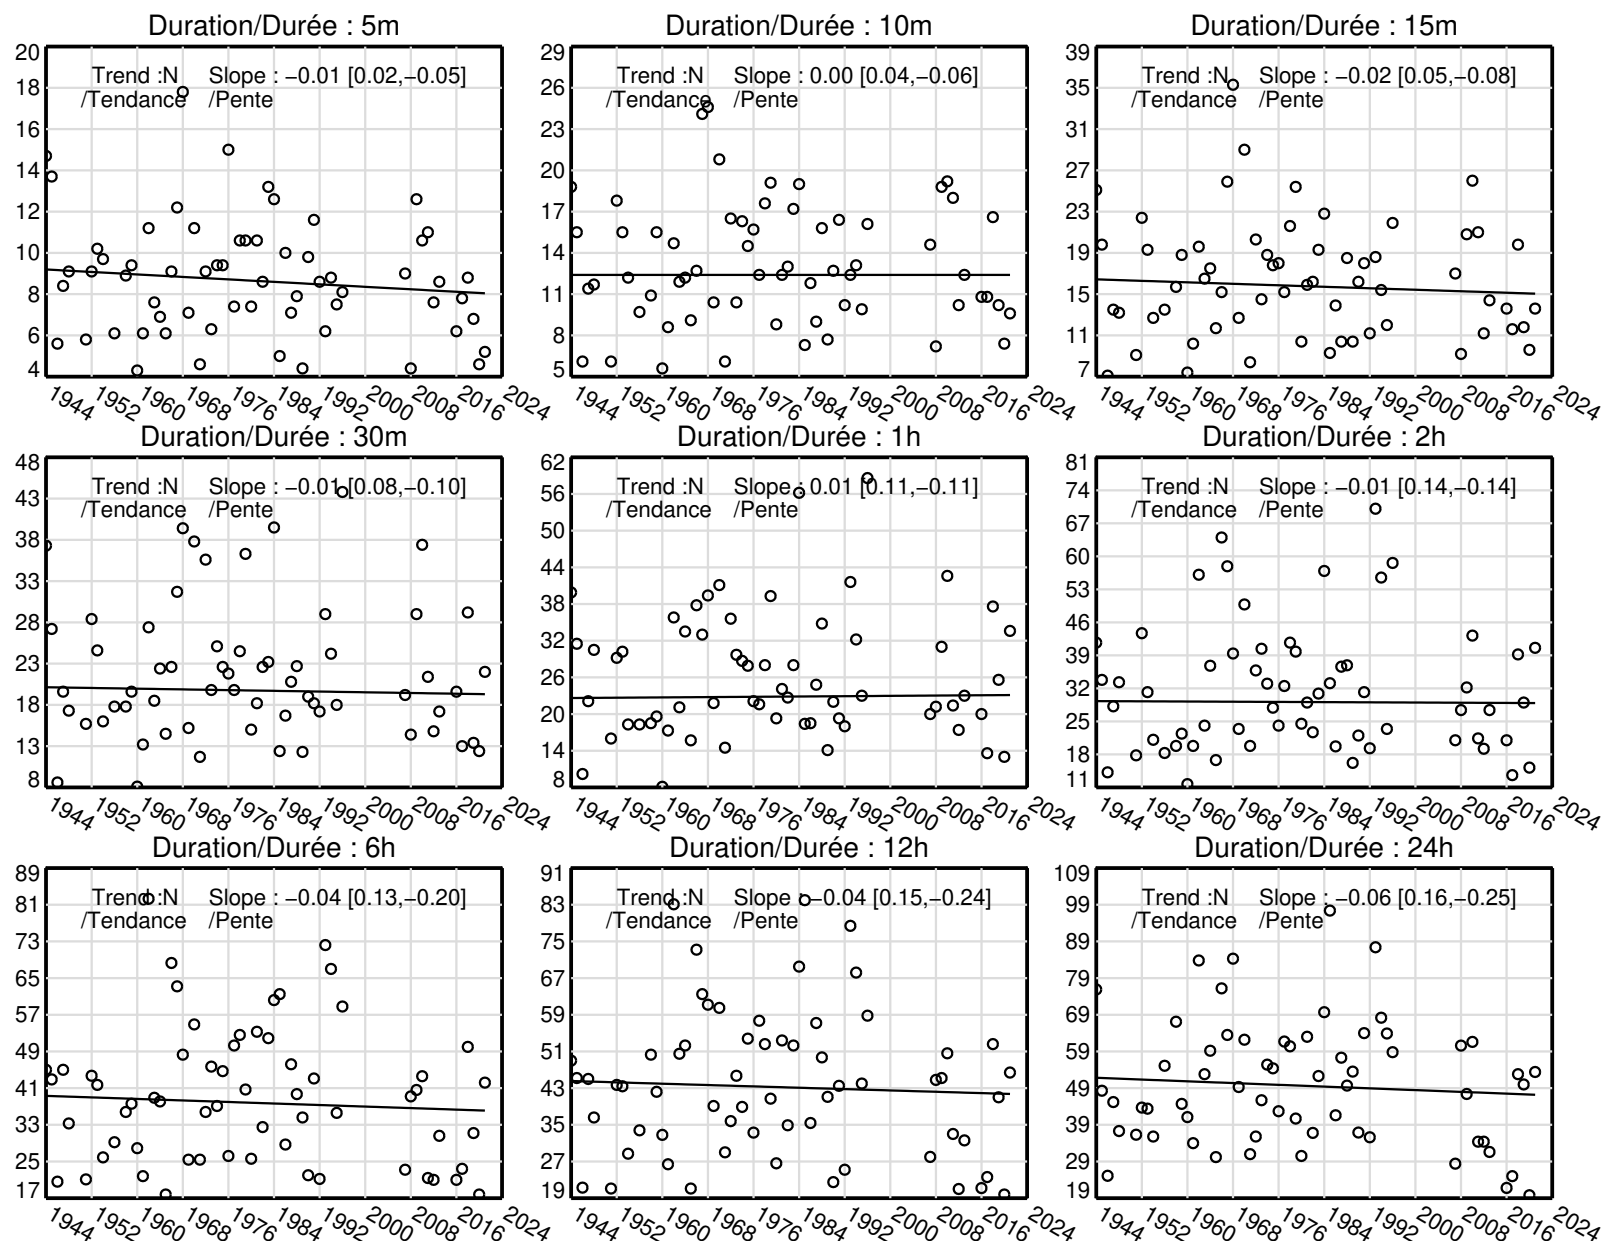 Duration/Durée : 5m
Trend :N Slope : −0.01 [0.02,−0.05]
/Tendance /Pente
20
18
16
14
12
10
8
6
4
1944 1952 1960 1968 1976 1984 1992 2000 2008 2016 2024
Duration/Durée : 10m
Trend :N Slope : 0.00 [0.04,−0.06]
/Tendance /Pente
29
26
23
20
17
14
11
8
5
1944 1952 1960 1968 1976 1984 1992 2000 2008 2016 2024
Duration/Durée : 15m
Trend :N Slope : −0.02 [0.05,−0.08]
/Tendance /Pente
39
35
31
27
23
19
15
11
7
1944 1952 1960 1968 1976 1984 1992 2000 2008 2016 2024
Duration/Durée : 30m
Trend :N Slope : −0.01 [0.08,−0.10]
/Tendance /Pente
48
43
38
33
28
23
18
13
8
1944 1952 1960 1968 1976 1984 1992 2000 2008 2016 2024
Duration/Durée : 1h
Trend :N Slope : 0.01 [0.11,−0.11]
/Tendance /Pente
62
56
50
44
38
32
26
20
14
8
1944 1952 1960 1968 1976 1984 1992 2000 2008 2016 2024
Duration/Durée : 2h
Trend :N Slope : −0.01 [0.14,−0.14]
/Tendance /Pente
81
74
67
60
53
46
39
32
25
18
11
1944 1952 1960 1968 1976 1984 1992 2000 2008 2016 2024
Duration/Durée : 6h
Trend :N Slope : −0.04 [0.13,−0.20]
/Tendance /Pente
89
81
73
65
57
49
41
33
25
17
1944 1952 1960 1968 1976 1984 1992 2000 2008 2016 2024
Duration/Durée : 12h
Trend :N Slope : −0.04 [0.15,−0.24]
/Tendance /Pente
91
83
75
67
59
51
43
35
27
19
1944 1952 1960 1968 1976 1984 1992 2000 2008 2016 2024
Duration/Durée : 24h
Trend :N Slope : −0.06 [0.16,−0.25]
/Tendance /Pente
109
99
89
79
69
59
49
39
29
19
1944 1952 1960 1968 1976 1984 1992 2000 2008 2016 2024